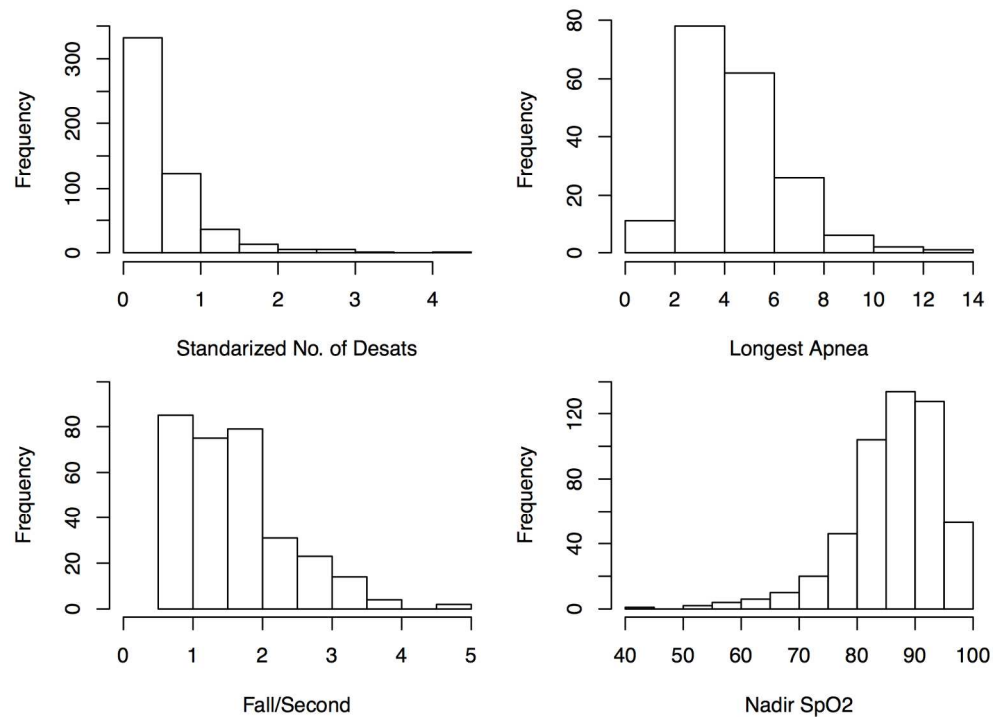 Frequency
0 100 200 300
0 1 2 3 4
Standarized No. of Desats
Frequency
0 20 40 60 80
0 2 4 6 8 10 12 14
Longest Apnea
Frequency
0 20 40 60 80
0 1 2 3 4 5
Fall/Second
Frequency
0 40 80 120
40 50 60 70 80 90 100
Nadir SpO2